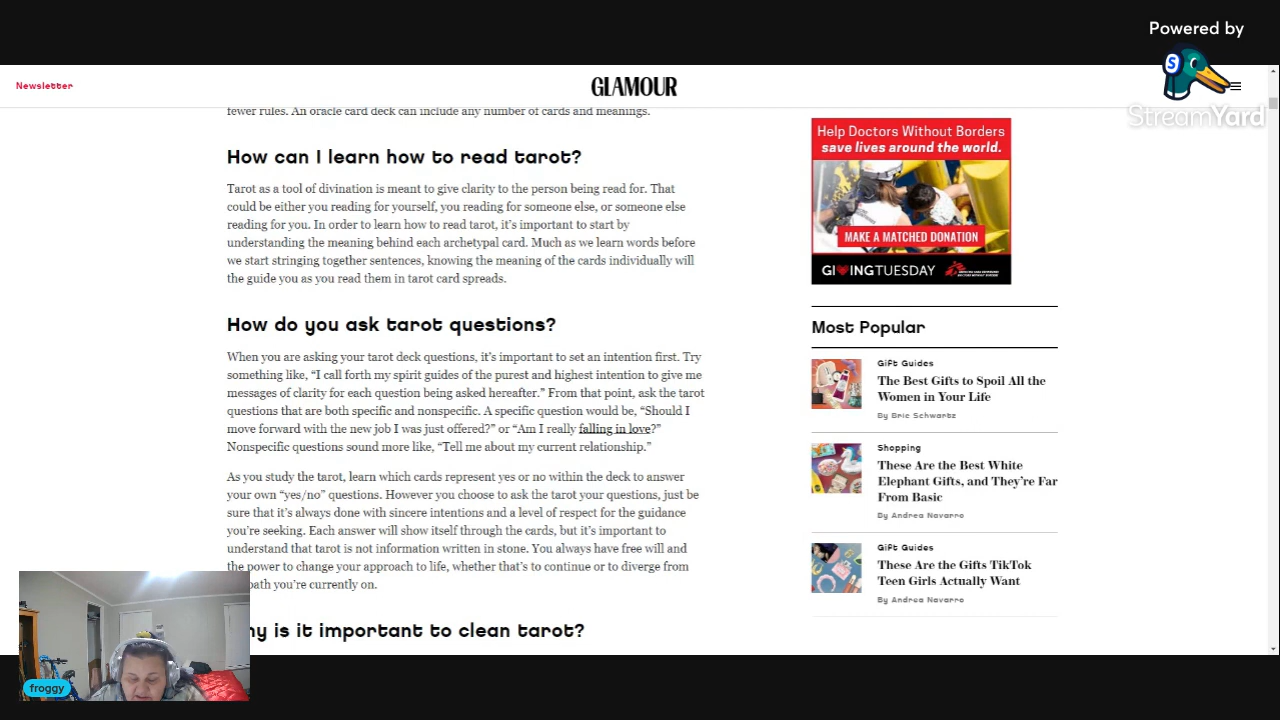 Powered by
StreamYard
Newsletter
GLAMOUR
fewer rules. An oracle card deck can include any number of cards and meanings.
How can I learn how to read tarot?
Tarot as a tool of divination is meant to give clarity to the person being read for. That
could be either you reading for yourself, you reading for someone else, or someone else
reading for you. In order to learn how to read tarot, it's important to start by
understanding the meaning behind each archetypal card. Much as we learn words before
we start stringing together sentences, knowing the meaning of the cards individually will
the guide you as you read them in tarot card spreads.
How do you ask tarot questions?
When you are asking your tarot deck questions, it's important to set an intention first. Try
something like, “I call forth my spirit guides of the purest and highest intention to give me
messages of clarity for each question being asked hereafter.” From that point, ask the tarot
questions that are both specific and nonspecific. A specific question would be, “Should I
move forward with the new job I was just offered?” or “Am I really falling in love?”
Nonspecific questions sound more like, “Tell me about my current relationship.”
As you study the tarot, learn which cards represent yes or no within the deck to answer
your own “yes/no” questions. However you choose to ask the tarot your questions, just be
sure that it's always done with sincere intentions and a level of respect for the guidance
you're seeking. Each answer will show itself through the cards, but it's important to
understand that tarot is not information written in stone. You always have free will and
the power to change your approach to life, whether that's to continue or to diverge from
path you're currently on.
is it important to clean tarot?
Help Doctors Without Borders
save lives around the world.
MAKE A MATCHED DONATION
GIVINGTUESDAY
Most Popular
Gift Guides
The Best Gifts to Spoil All the
Women in Your Life
By Brie Schwartz
Shopping
These Are the Best White
Elephant Gifts, and They're Far
From Basic
By Andrea Navarro
Gift Guides
These Are the Gifts TikTok
Teen Girls Actually Want
By Andrea Navarro
froggy